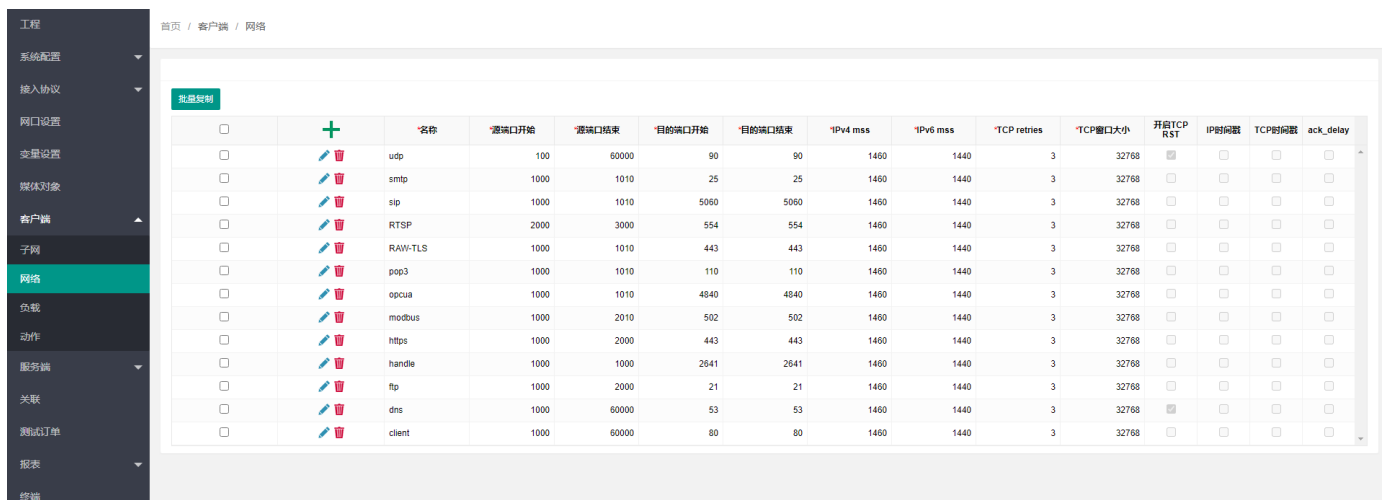 工程
系统配置
接入协议
网口设置
变量设置
媒体对象
客户端
子网
网络
负载
动作
服务端
关联
测试订单
报表
终端
首页 / 客户端 / 网络
批量复制
*名称 *源端口开始 *源端口结束 *目的端口开始 *目的端口结束 *IPv4 mss *IPv6 mss *TCP retries *TCP窗口大小 开启TCP RST IP时间戳 TCP时间戳 ack_delay
udp 100 60000 90 90 1460 1440 3 32768
smtp 1000 1010 25 25 1460 1440 3 32768
sip 1000 1010 5060 5060 1460 1440 3 32768
RTSP 2000 3000 554 554 1460 1440 3 32768
RAW-TLS 1000 1010 443 443 1460 1440 3 32768
pop3 1000 1010 110 110 1460 1440 3 32768
opcua 1000 1010 4840 4840 1460 1440 3 32768
modbus 1000 2010 502 502 1460 1440 3 32768
https 1000 2000 443 443 1460 1440 3 32768
handle 1000 1000 2641 2641 1460 1440 3 32768
ftp 1000 2000 21 21 1460 1440 3 32768
dns 1000 60000 53 53 1460 1440 3 32768
client 1000 60000 80 80 1460 1440 3 32768